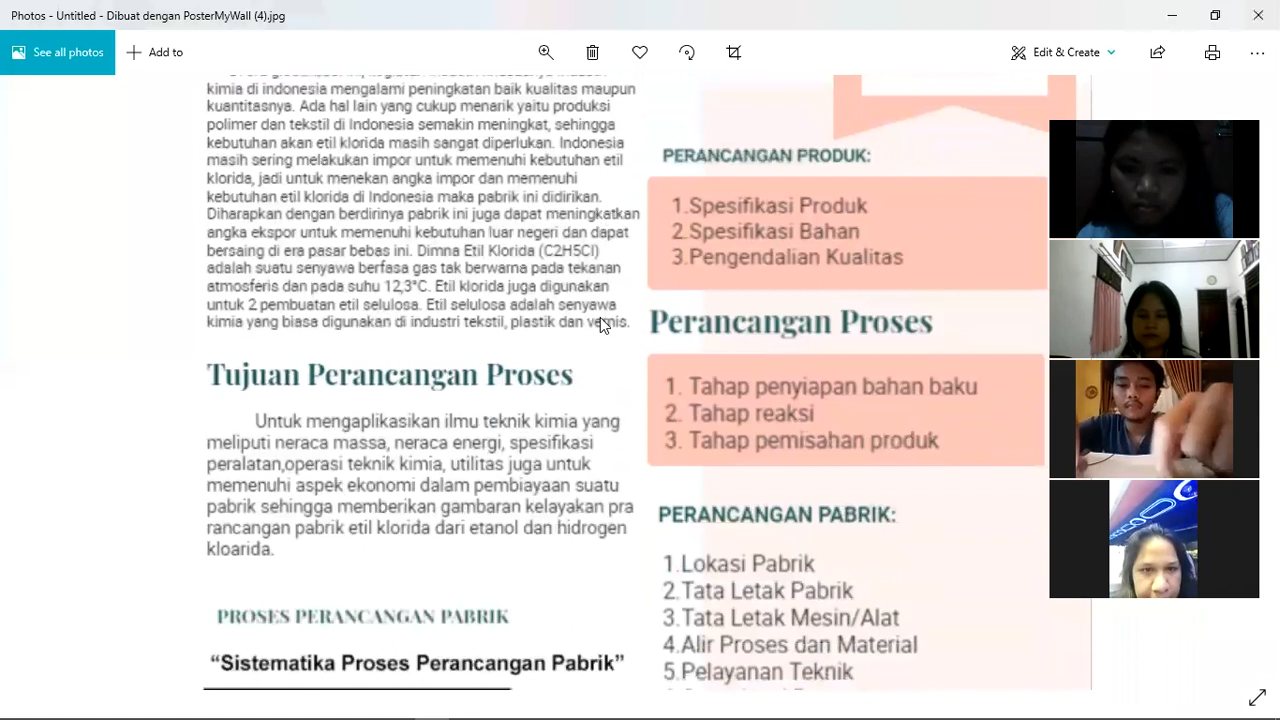 Photos - Untitled - Dibuat dengan PosterMyWall (4).jpg
See all photos
Add to
Edit & Create
kimia di indonesia mengalami peningkatan baik kualitas maupun
kuantitasnya. Ada hal lain yang cukup menarik yaitu produksi
polimer dan tekstil di Indonesia semakin meningkat, sehingga
kebutuhan akan etil klorida masih sangat diperlukan. Indonesia
masih sering melakukan impor untuk memenuhi kebutuhan etil
klorida, jadi untuk menekan angka impor dan memenuhi
kebutuhan etil klorida di Indonesia maka pabrik ini didirikan.
Diharapkan dengan berdirinya pabrik ini juga dapat meningkatkan
angka ekspor untuk memenuhi kebutuhan luar negeri dan dapat
bersaing di era pasar bebas ini. Dimna Etil Klorida (C2H5Cl)
adalah suatu senyawa berfasa gas tak berwarna pada tekanan
atmosferis dan pada suhu 12,3°C. Etil klorida juga digunakan
untuk 2 pembuatan etil selulosa. Etil selulosa adalah senyawa
kimia yang biasa digunakan di industri tekstil, plastik dan vernis.
Tujuan Perancangan Proses
Untuk mengaplikasikan ilmu teknik kimia yang
meliputi neraca massa, neraca energi, spesifikasi
peralatan,operasi teknik kimia, utilitas juga untuk
memenuhi aspek ekonomi dalam pembiayaan suatu
pabrik sehingga memberikan gambaran kelayakan pra
rancangan pabrik etil klorida dari etanol dan hidrogen
kloarida.
PROSES PERANCANGAN PABRIK
“Sistematika Proses Perancangan Pabrik”
PERANCANGAN PRODUK:
1.Spesifikasi Produk
2.Spesifikasi Bahan
3.Pengendalian Kualitas
Perancangan Proses
1. Tahap penyiapan bahan baku
2. Tahap reaksi
3. Tahap pemisahan produk
PERANCANGAN PABRIK:
1.Lokasi Pabrik
2.Tata Letak Pabrik
3.Tata Letak Mesin/Alat
4.Alir Proses dan Material
5.Pelayanan Teknik